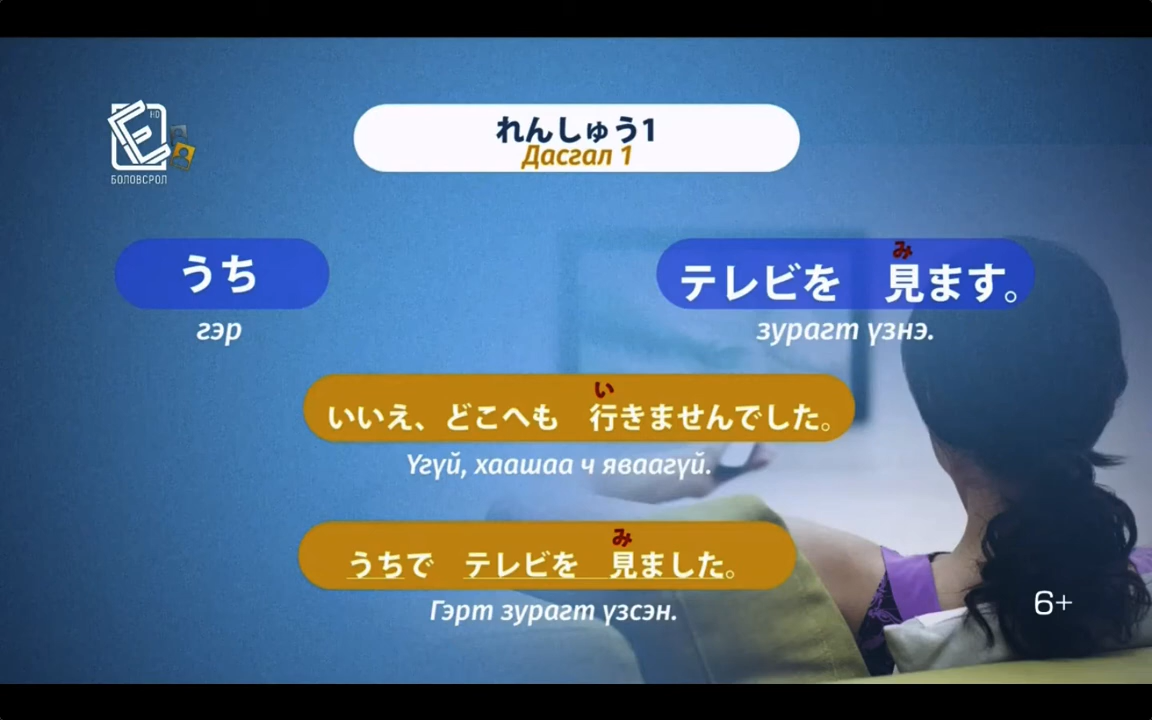 HD
БОЛОВСРОЛ
れんしゅう1
Дасгал 1
うち
гэр
み
テレビを 見ます。
зурагт үзнэ.
い
いいえ、どこへも 行きませんでした。
Үгүй, хаашаа ч яваагүй.
み
うちで テレビを 見ました。
Гэрт зурагт үзсэн.
6+